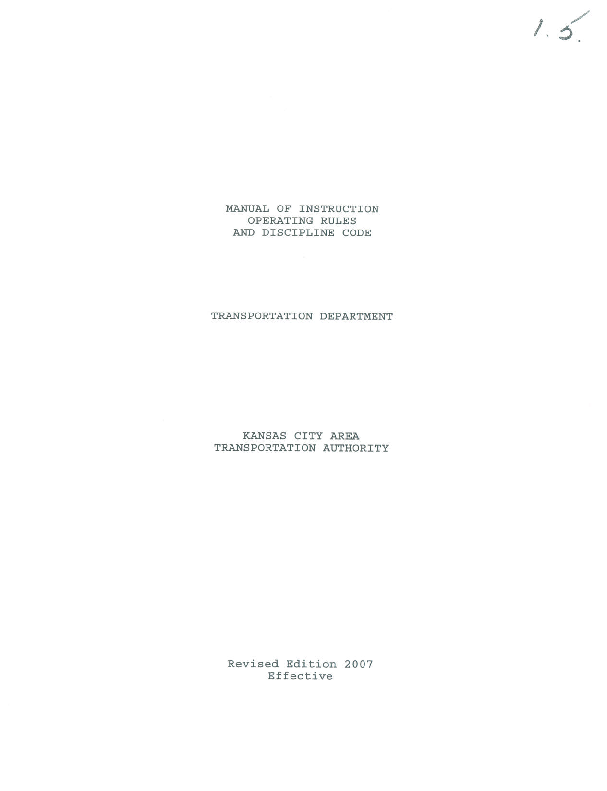 1.5.
MANUAL OF INSTRUCTION
OPERATING RULES
AND DISCIPLINE CODE
TRANSPORTATION DEPARTMENT
KANSAS CITY AREA
TRANSPORTATION AUTHORITY
Revised Edition 2007
Effective